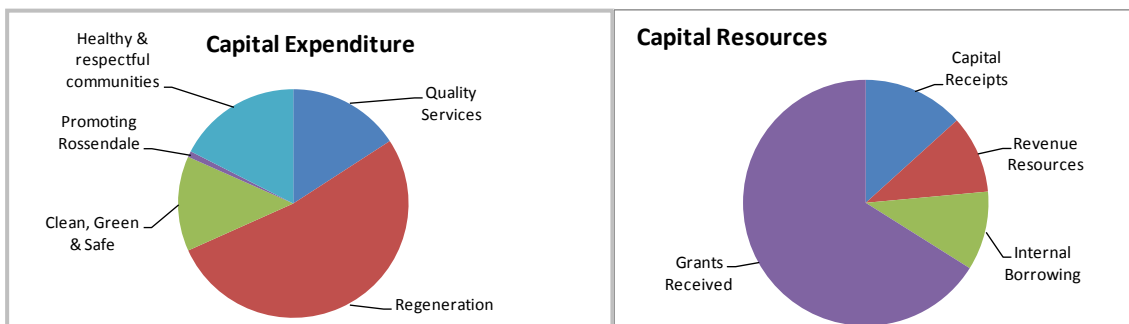 Capital Expenditure
Healthy &
respectful
communities
Quality
Services
Promoting
Rossendale
Clean, Green
& Safe
Regeneration
Capital Resources
Capital
Receipts
Revenue
Resources
Internal
Borrowing
Grants
Received